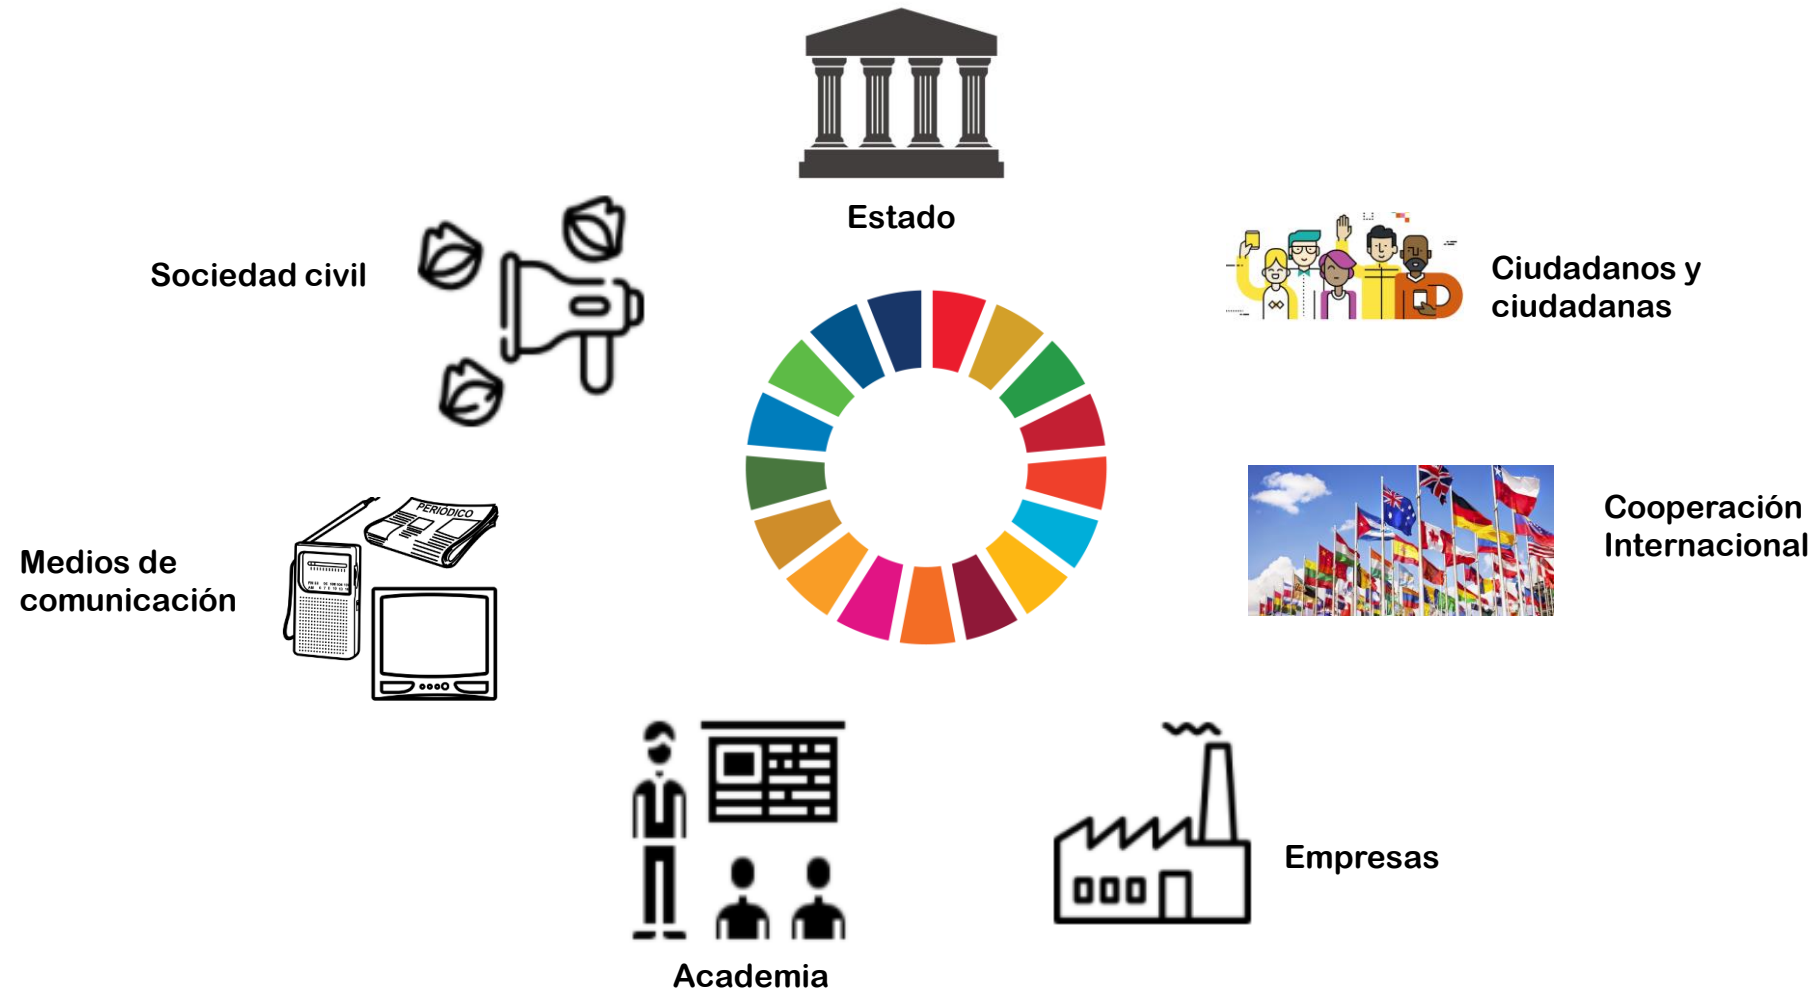 Estado
Sociedad civil
Ciudadanos y
ciudadanas
PERIÓDICO
Medios de
comunicación
Cooperación
Internacional
Empresas
Academia